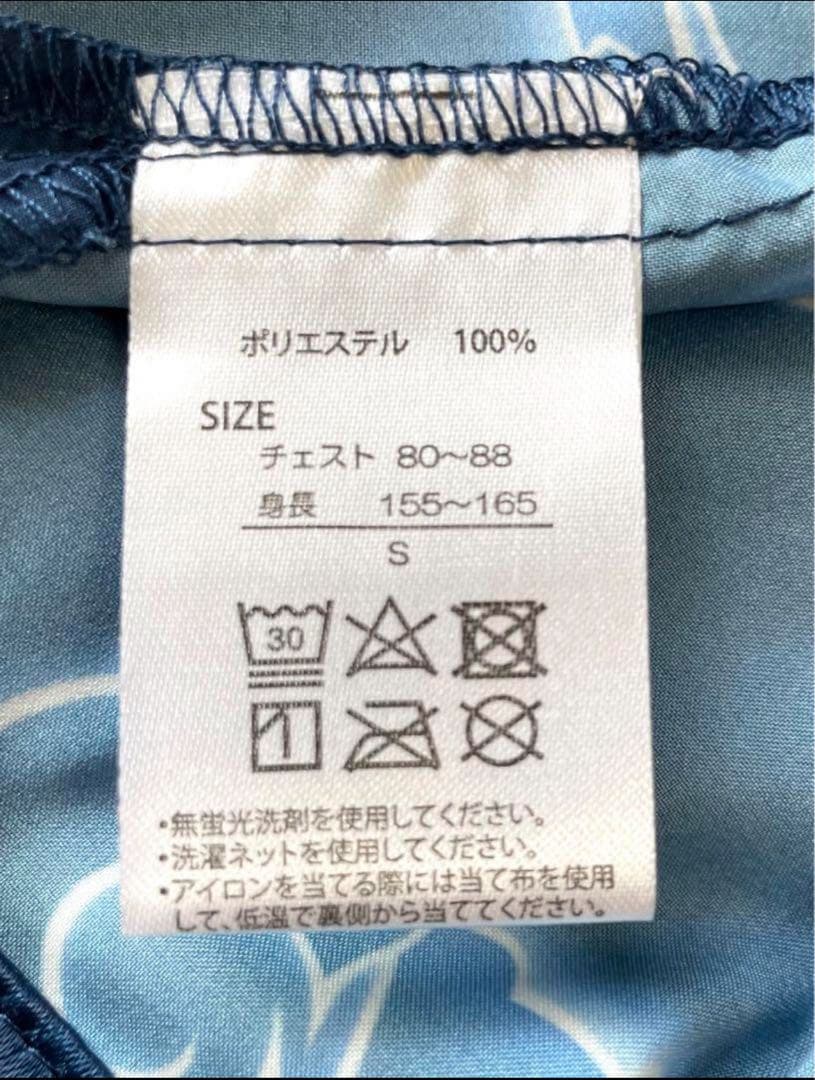 ポリエステル 100%
SIZE
チェスト 80～88
身長 155～165
S
30
・無蛍光洗剤を使用してください。
・洗濯ネットを使用してください。
・アイロンを当てる際には当て布を使用
して、低温で裏側から当ててください。